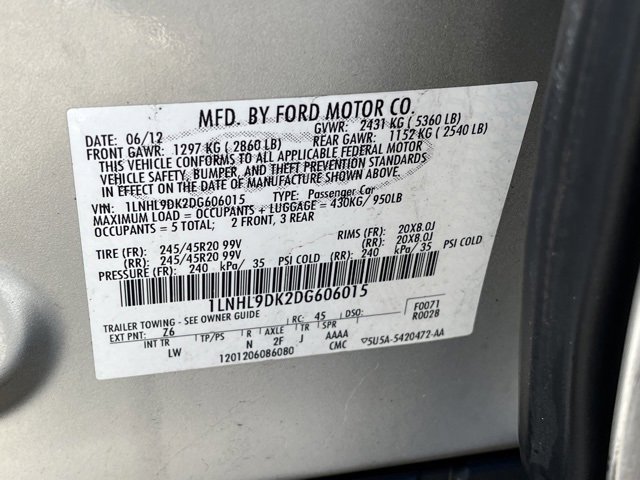 MFD. BY FORD MOTOR CO.
DATE: 06/12 GVWR: 2431 KG ( 5360 LB)
FRONT GAWR: 1297 KG ( 2860 LB) REAR GAWR: 1152 KG ( 2540 LB)
THIS VEHICLE CONFORMS TO ALL APPLICABLE FEDERAL MOTOR
VEHICLE SAFETY, BUMPER, AND THEFT PREVENTION STANDARDS
IN EFFECT ON THE DATE OF MANUFACTURE SHOWN ABOVE.
VIN: 1LNHL9DK2DG606015 TYPE: Passenger Car
MAXIMUM LOAD = OCCUPANTS + LUGGAGE = 430KG/ 950LB
OCCUPANTS = 5 TOTAL; 2 FRONT, 3 REAR
TIRE (FR): 245/45R20 99V RIMS (FR): 20X8.0J
(RR): 245/45R20 99V (RR): 20X8.0J
PRESSURE (FR): 240 kPa/ 35 PSI COLD (RR): 240 kPa/ 35 PSI COLD
1LNHL9DK2DG606015
TRAILER TOWING - SEE OWNER GUIDE F0071
EXT PNT: Z6 RC: 45 DSO: R0028
INT TR TP/PS R AXLE TR SPR
LW N 2F J AAAA
1201206086080 CMC 5U5A-5420472-AA